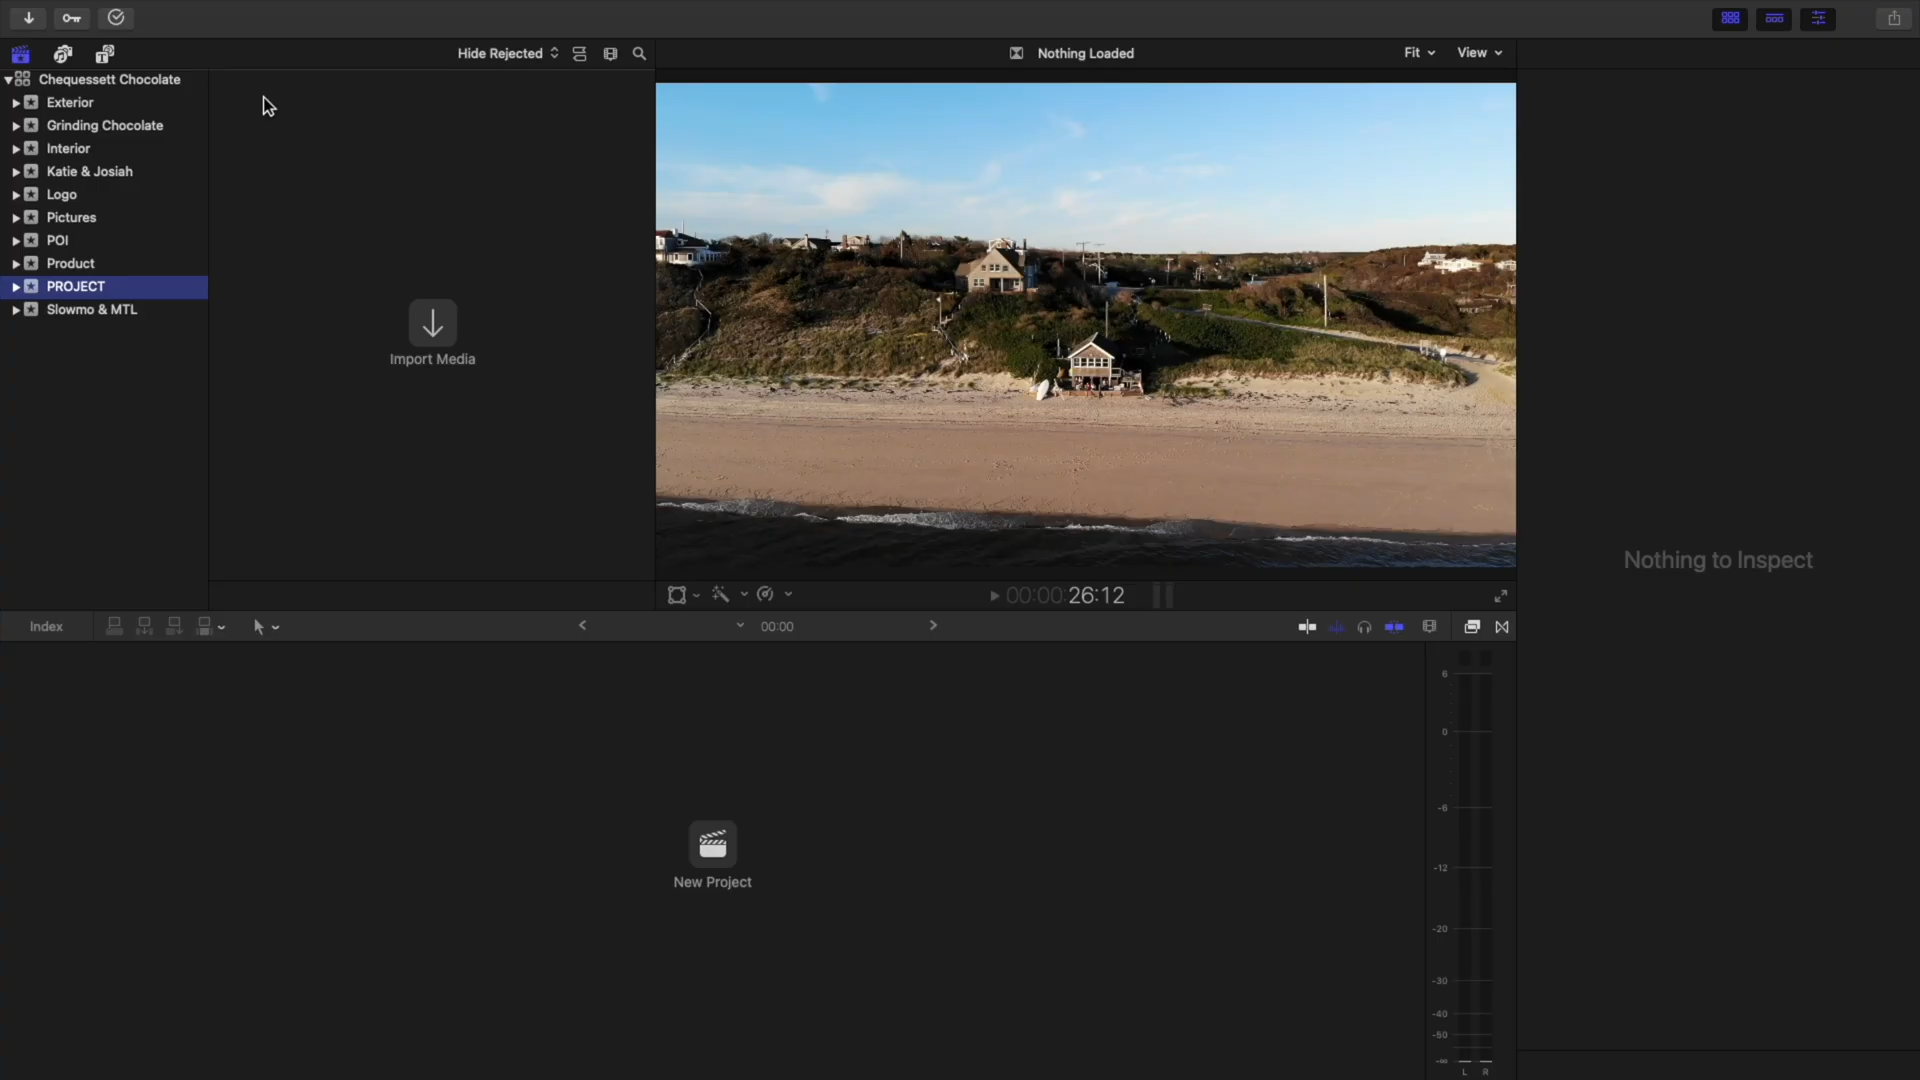 Hide Rejected
Nothing Loaded
Fit
View
Chequessett Chocolate
Exterior
Grinding Chocolate
Interior
Katie & Josiah
Logo
Pictures
POI
Product
PROJECT
Slowmo & MTL
Import Media
Nothing to Inspect
00:00:26:12
Index
00:00
6
0
-6
-12
-20
-30
-40
-50
-∞
L R
New Project